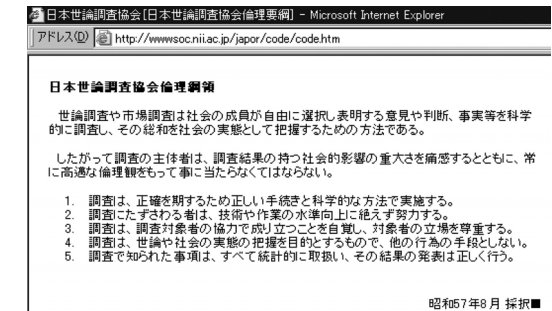 日本世論調査協会[日本世論調査協会倫理要綱] - Microsoft Internet Explorer
アドレス(D) http://wwwsoc.nii.ac.jp/japor/code/code.htm
日本世論調査協会倫理綱領
世論調査や市場調査は社会の成員が自由に選択し表明する意見や判断、事実等を科学
的に調査し、その総和を社会の実態として把握するための方法である。
したがって調査の主体者は、調査結果の持つ社会的影響の重大さを痛感するとともに、常
に高邁な倫理観をもって事に当たらなくてはならない。
1. 調査は、正確を期するため正しい手続きと科学的な方法で実施する。
2. 調査にたずさわる者は、技術や作業の水準向上に絶えず努力する。
3. 調査は、調査対象者の協力で成り立つことを自覚し、対象者の立場を尊重する。
4. 調査は、世論や社会の実態の把握を目的とするもので、他の行為の手段としない。
5. 調査で知られた事項は、すべて統計的に取扱い、その結果の発表は正しく行う。
昭和57年8月 採択■